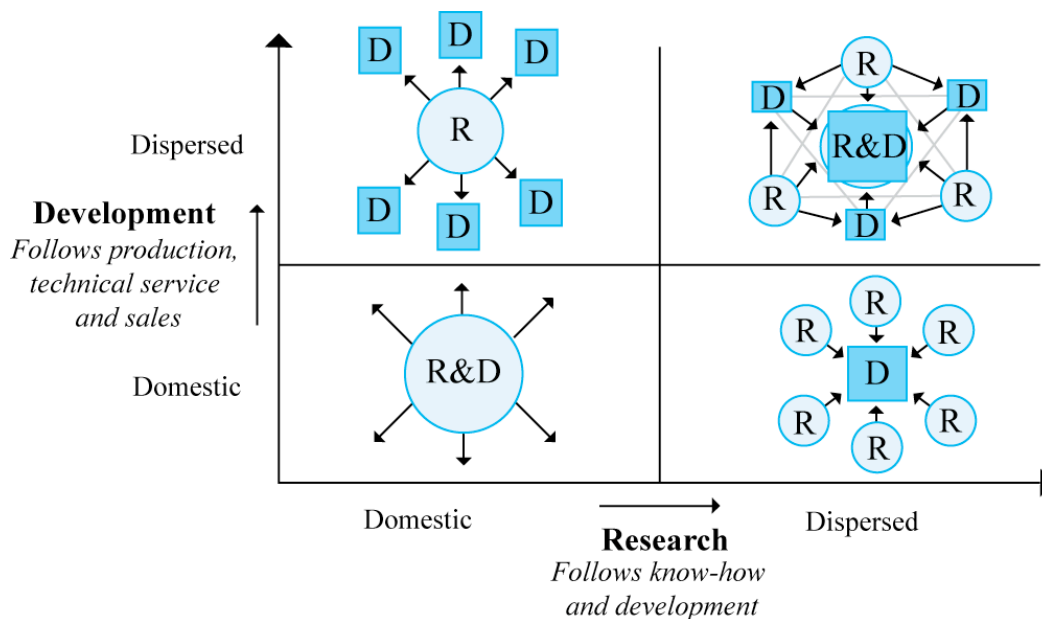 D
D
D
R
D
D
D
R
D
D
R&D
R
R
D
Dispersed
Development
Follows production,
technical service
and sales
Domestic
R&D
R
R
R
D
R
R
R
Domestic
Dispersed
Research
Follows know-how
and development